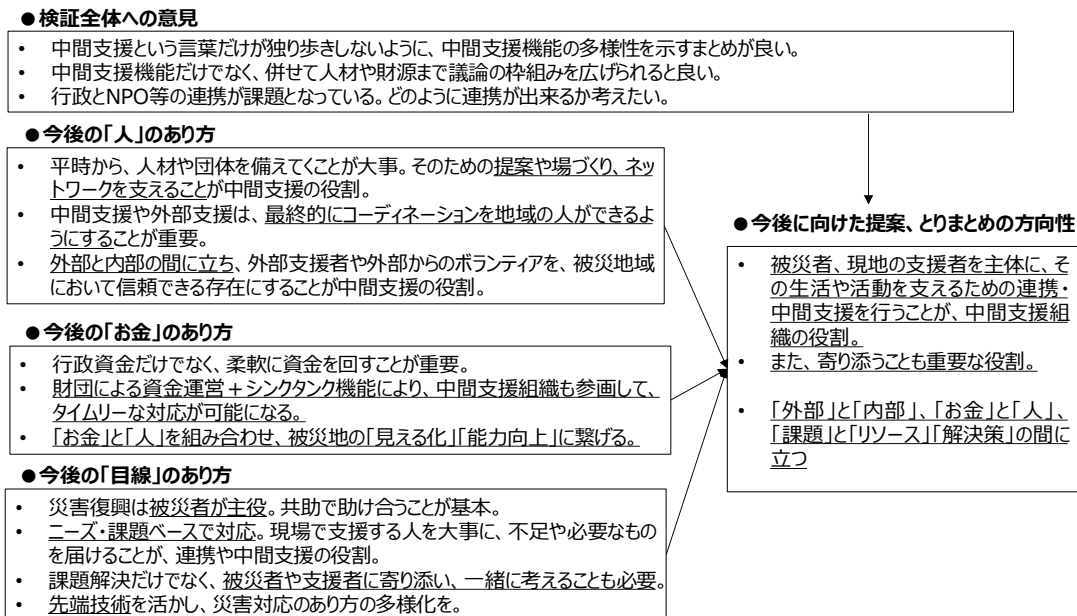 ●検証全体への意見
• 中間支援という言葉だけが独り歩きしないように、中間支援機能の多様性を示すまとめが良い。
• 中間支援機能だけでなく、併せて人材や財源まで議論の枠組みを広げられると良い。
• 行政とNPO等の連携が課題となっている。どのように連携が出来るか考えたい。
●今後の「人」のあり方
• 平時から、人材や団体を備えてくことが大事。そのための提案や場づくり、ネッ
トワークを支えることが中間支援の役割。
• 中間支援や外部支援は、最終的にコーディネーションを地域の人ができるよ
うにすることが重要。
• 外部と内部の間に立ち、外部支援者や外部からのボランティアを、被災地域
において信頼できる存在にすることが中間支援の役割。
●今後の「お金」のあり方
• 行政資金だけでなく、柔軟に資金を回すことが重要。
• 財団による資金運営+シンクタンク機能により、中間支援組織も参画して、
タイムリーな対応が可能になる。
• 「お金」と「人」を組み合わせ、被災地の「見える化」「能力向上」に繋げる。
●今後の「目線」のあり方
• 災害復興は被災者が主役。共助で助け合うことが基本。
• ニーズ・課題ベースで対応。現場で支援する人を大事に、不足や必要なもの
を届けることが、連携や中間支援の役割。
• 課題解決だけでなく、被災者や支援者に寄り添い、一緒に考えることも必要。
• 先端技術を活かし、災害対応のあり方の多様化を。
●今後に向けた提案、とりまとめの方向性
• 被災者、現地の支援者を主体に、そ
の生活や活動を支えるための連携・
中間支援を行うことが、中間支援組
織の役割。
• また、寄り添うことも重要な役割。
• 「外部」と「内部」、「お金」と「人」、
「課題」と「リソース」「解決策」の間に
立つ